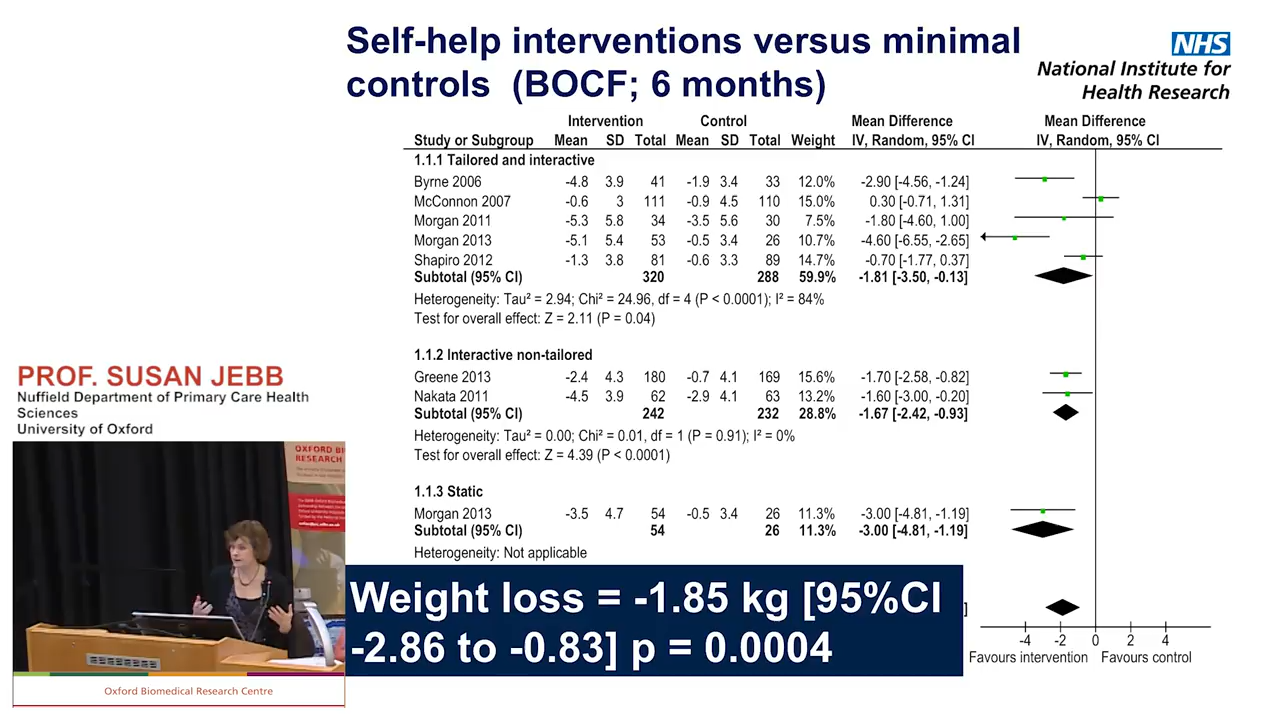 Self-help interventions versus minimal
controls (BOCF; 6 months)
NHS
National Institute for
Health Research
Intervention Control Mean Difference Mean Difference
Study or Subgroup Mean SD Total Mean SD Total Weight IV, Random, 95% CI IV, Random, 95% CI
1.1.1 Tailored and interactive
Byrne 2006 -4.8 3.9 41 -1.9 3.4 33 12.0% -2.90 [-4.56, -1.24]
McConnon 2007 -0.6 3 111 -0.9 4.5 110 15.0% 0.30 [-0.71, 1.31]
Morgan 2011 -5.3 5.8 34 -3.5 5.6 30 7.5% -1.80 [-4.60, 1.00]
Morgan 2013 -5.1 5.4 53 -0.5 3.4 26 10.7% -4.60 [-6.55, -2.65]
Shapiro 2012 -1.3 3.8 81 -0.6 3.3 89 14.7% -0.70 [-1.77, 0.37]
Subtotal (95% CI) 320 288 59.9% -1.81 [-3.50, -0.13]
Heterogeneity: Tau² = 2.94; Chi² = 24.96, df = 4 (P < 0.0001); I² = 84%
Test for overall effect: Z = 2.11 (P = 0.04)
1.1.2 Interactive non-tailored
Greene 2013 -2.4 4.3 180 -0.7 4.1 169 15.6% -1.70 [-2.58, -0.82]
Nakata 2011 -4.5 3.9 62 -2.9 4.1 63 13.2% -1.60 [-3.00, -0.20]
Subtotal (95% CI) 242 232 28.8% -1.67 [-2.42, -0.93]
Heterogeneity: Tau² = 0.00; Chi² = 0.01, df = 1 (P = 0.91); I² = 0%
Test for overall effect: Z = 4.39 (P < 0.0001)
1.1.3 Static
Morgan 2013 -3.5 4.7 54 -0.5 3.4 26 11.3% -3.00 [-4.81, -1.19]
Subtotal (95% CI) 54 26 11.3% -3.00 [-4.81, -1.19]
Heterogeneity: Not applicable
Weight loss = -1.85 kg [95%CI
-2.86 to -0.83] p = 0.0004
]
-4 -2 0 2 4
Favours intervention Favours control
PROF. SUSAN JEBB
Nuffield Department of Primary Care Health
Sciences
University of Oxford
OXFORD BI
RESEARCH
Oxford Biomedical Research Centre